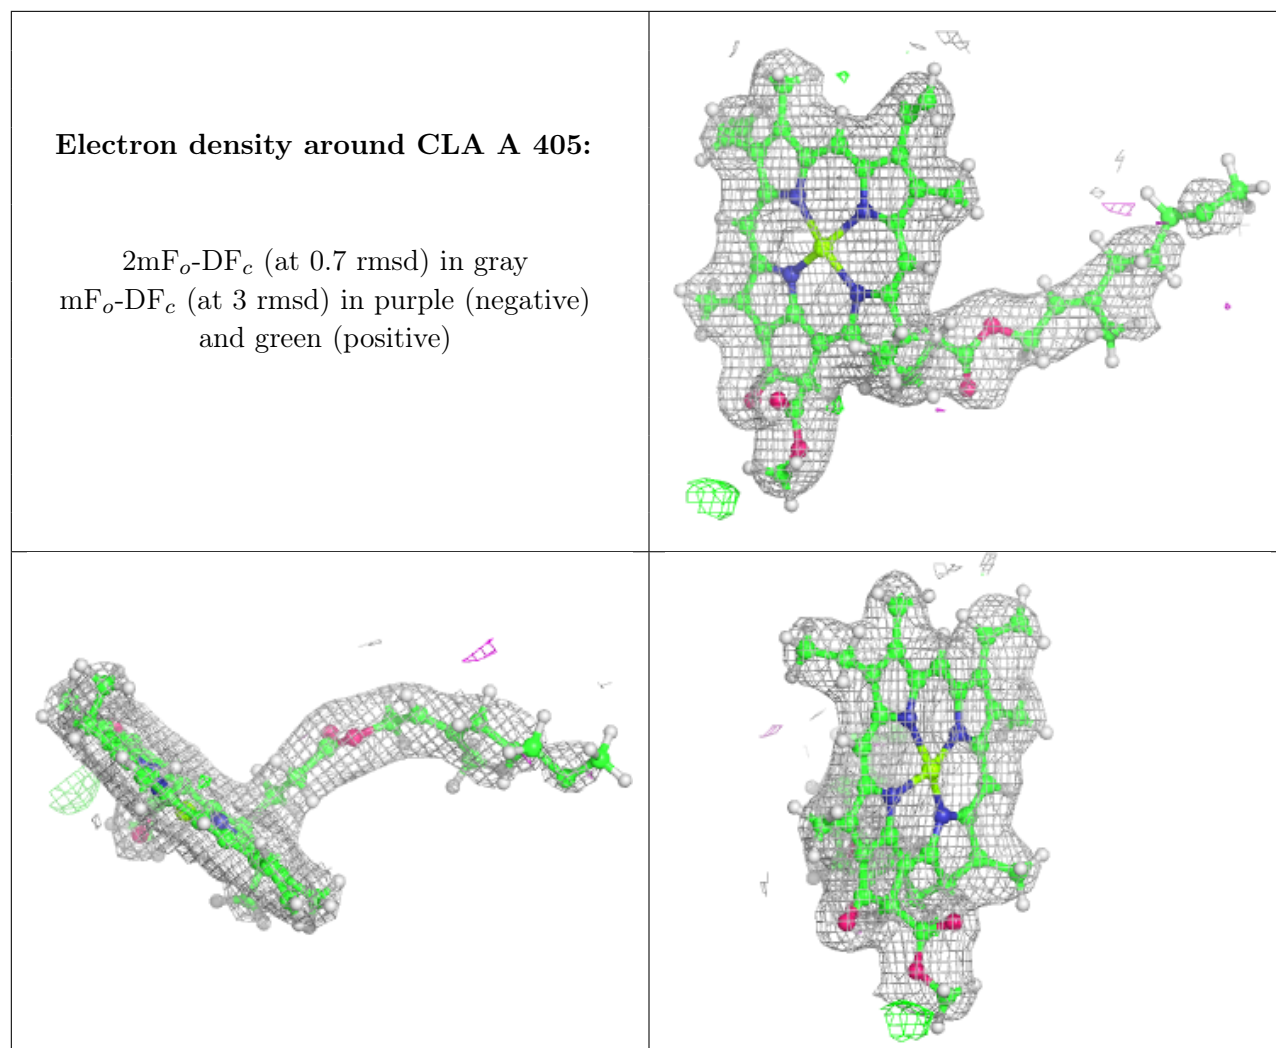 Electron density around CLA A 405:
2mFₒ-DF𝒸 (at 0.7 rmsd) in gray
mFₒ-DF𝒸 (at 3 rmsd) in purple (negative)
and green (positive)